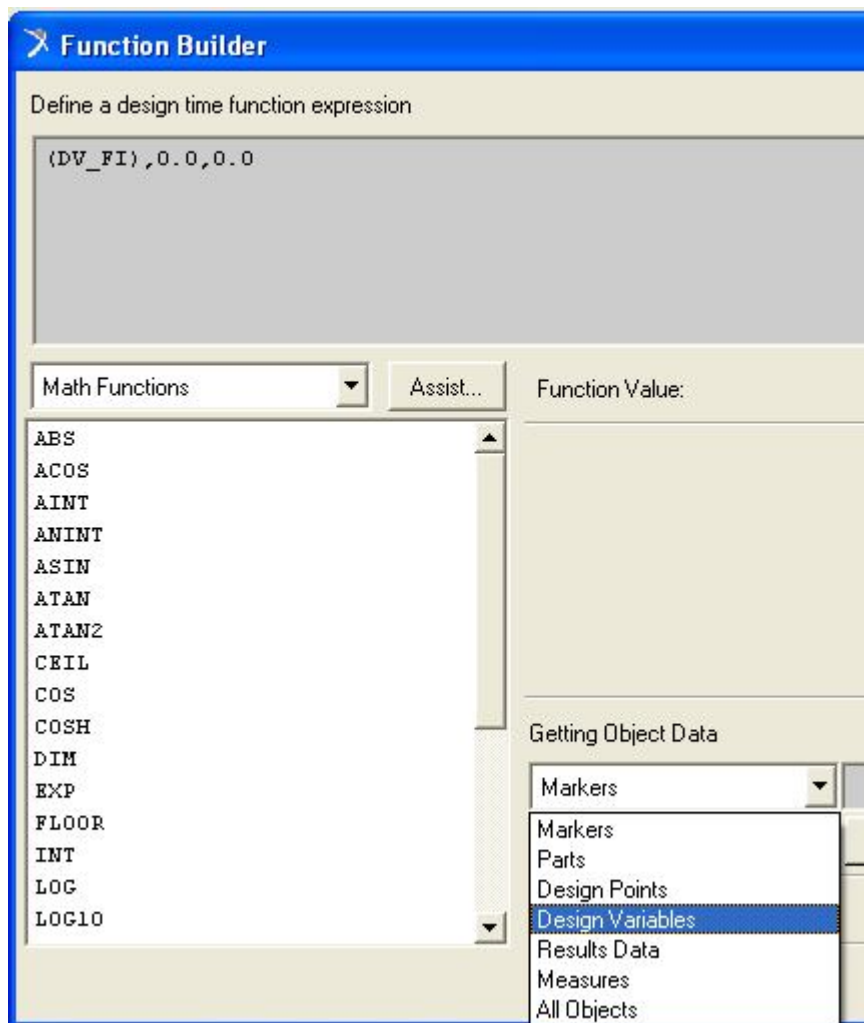 Function Builder
Define a design time function expression
(DV_FI),0.0,0.0
Math Functions
Assist...
Function Value:
ABS
ACOS
AINT
ANINT
ASIN
ATAN
ATAN2
CEIL
COS
COSH
DIM
EXP
FLOOR
INT
LOG
LOG10
Getting Object Data
Markers
Markers
Parts
Design Points
Design Variables
Results Data
Measures
All Objects